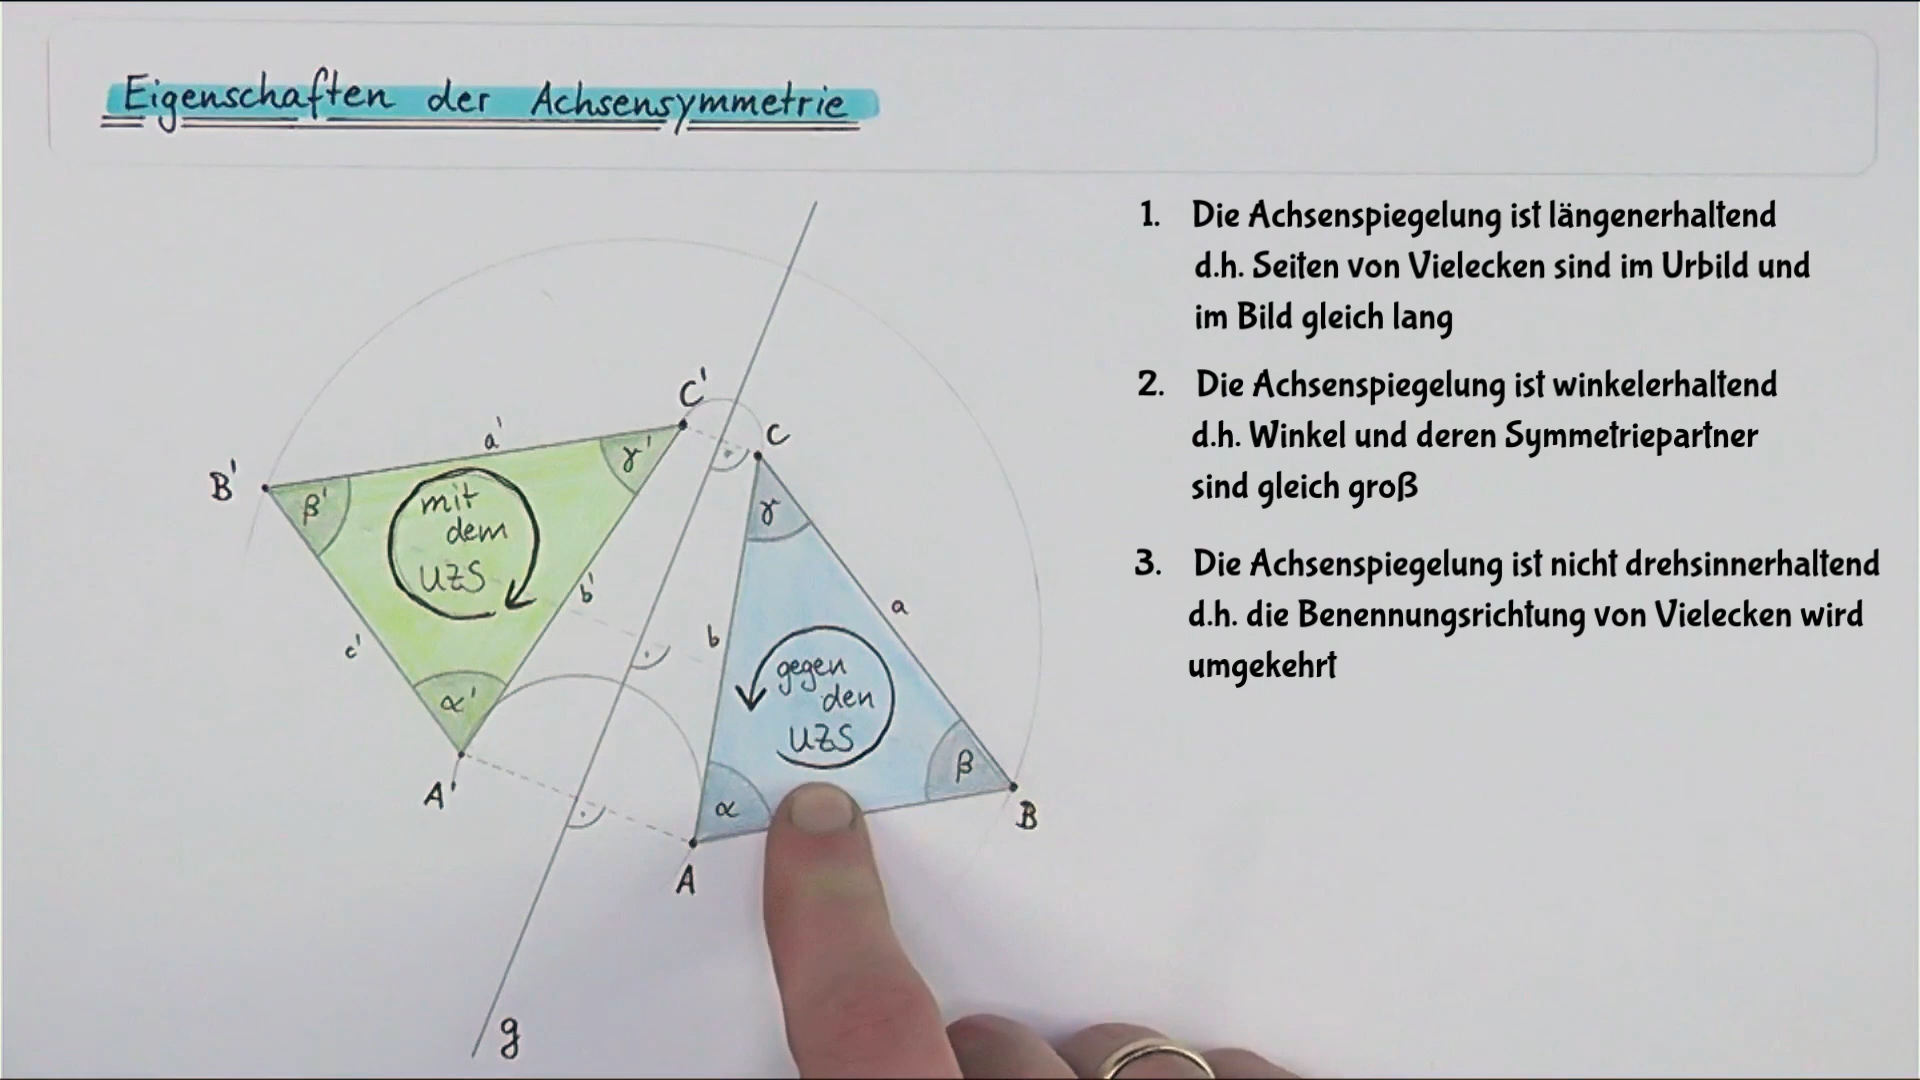 Eigenschaften der Achsensymmetrie
1. Die Achsenspiegelung ist längenerhaltend
d.h. Seiten von Vielecken sind im Urbild und
im Bild gleich lang
2. Die Achsenspiegelung ist winkelerhaltend
d.h. Winkel und deren Symmetriepartner
sind gleich groß
3. Die Achsenspiegelung ist nicht drehsinnerhaltend
d.h. die Benennungsrichtung von Vielecken wird
umgekehrt
C'
a'
C
B'
β'
γ'
mit
dem
UZS
γ
b'
c'
a
b
α'
gegen
den
UZS
A'
α
β
B
A
g